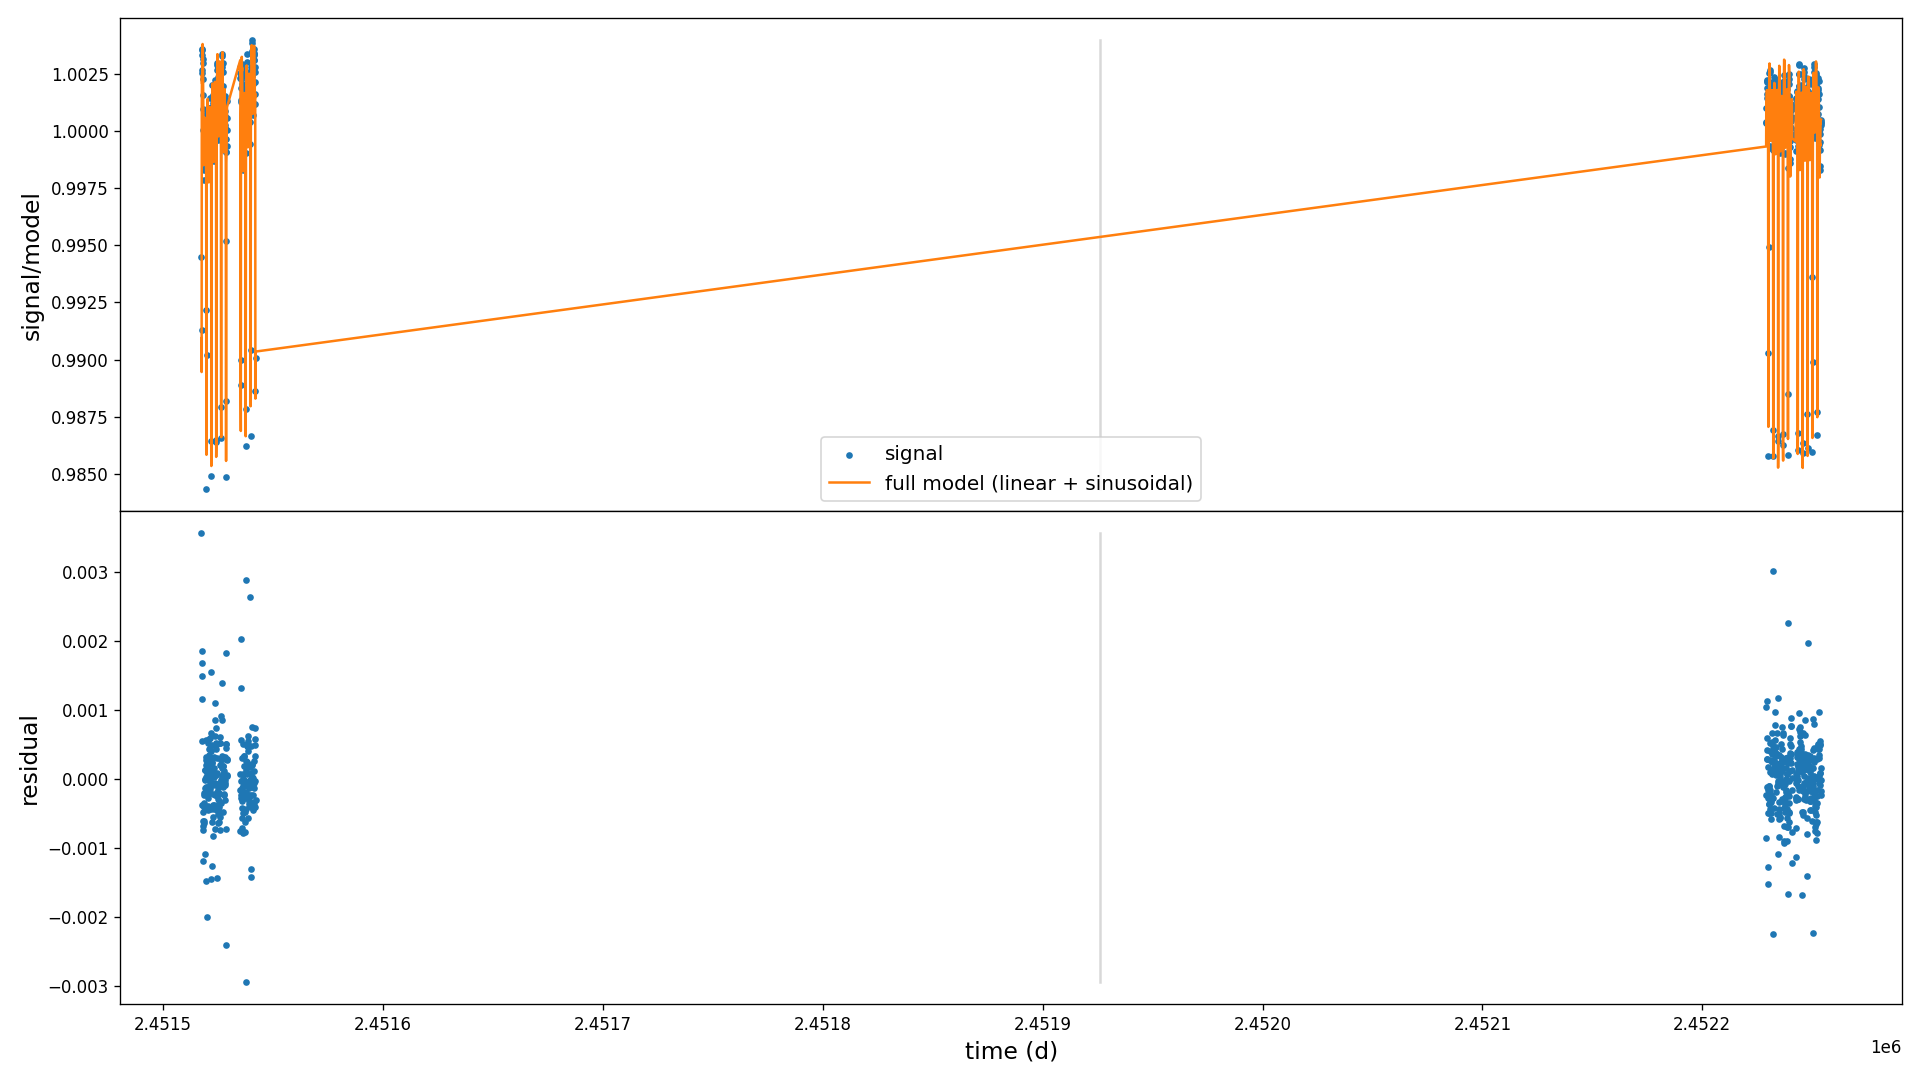 signal/model
1.0025
1.0000
0.9975
0.9950
0.9925
0.9900
0.9875
0.9850
signal
full model (linear + sinusoidal)
residual
0.003
0.002
0.001
0.000
−0.001
−0.002
−0.003
2.4515 2.4516 2.4517 2.4518 2.4519 2.4520 2.4521 2.4522
1e6
time (d)